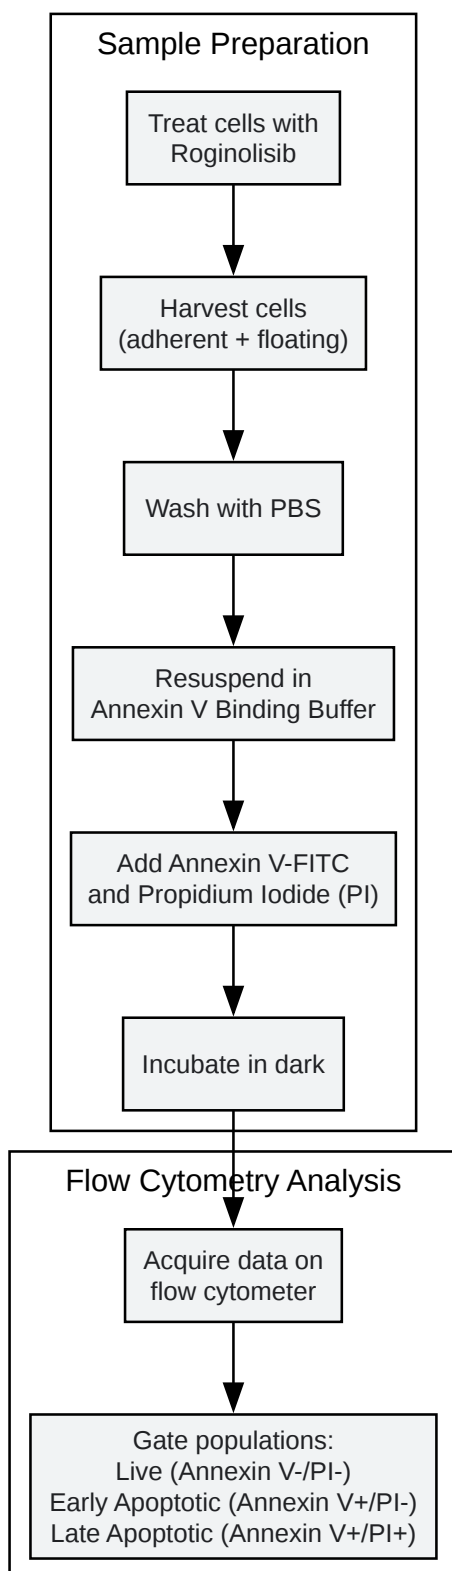 Sample Preparation
Treat cells with
Roginolisib
Harvest cells
(adherent + floating)
Wash with PBS
Resuspend in
Annexin V Binding Buffer
Add Annexin V-FITC
and Propidium Iodide (PI)
Incubate in dark
Flow Cytometry Analysis
Acquire data on
flow cytometer
Gate populations:
Live (Annexin V-/PI-)
Early Apoptotic (Annexin V+/PI-)
Late Apoptotic (Annexin V+/PI+)